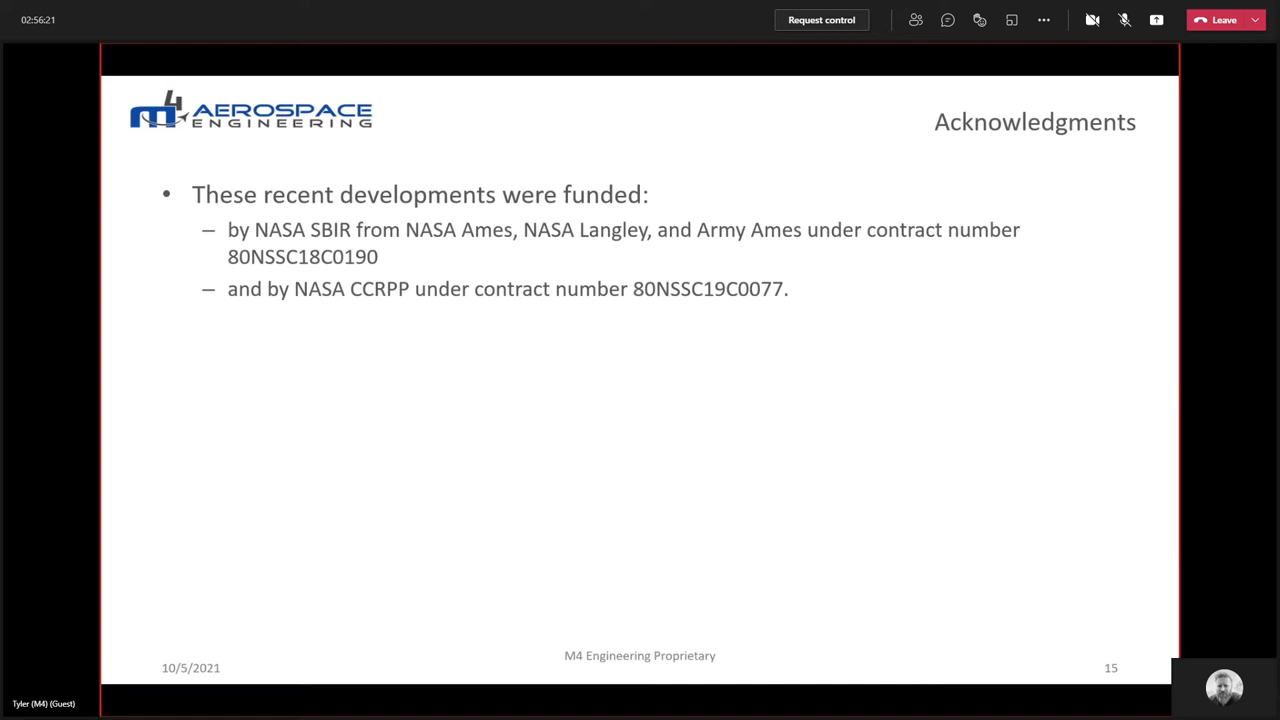 02:56:21
Request control
Leave
m4 AEROSPACE
ENGINEERING
Acknowledgments
• These recent developments were funded:
– by NASA SBIR from NASA Ames, NASA Langley, and Army Ames under contract number
80NSSC18C0190
– and by NASA CCRPP under contract number 80NSSC19C0077.
M4 Engineering Proprietary
10/5/2021
15
Tyler (M4) (Guest)